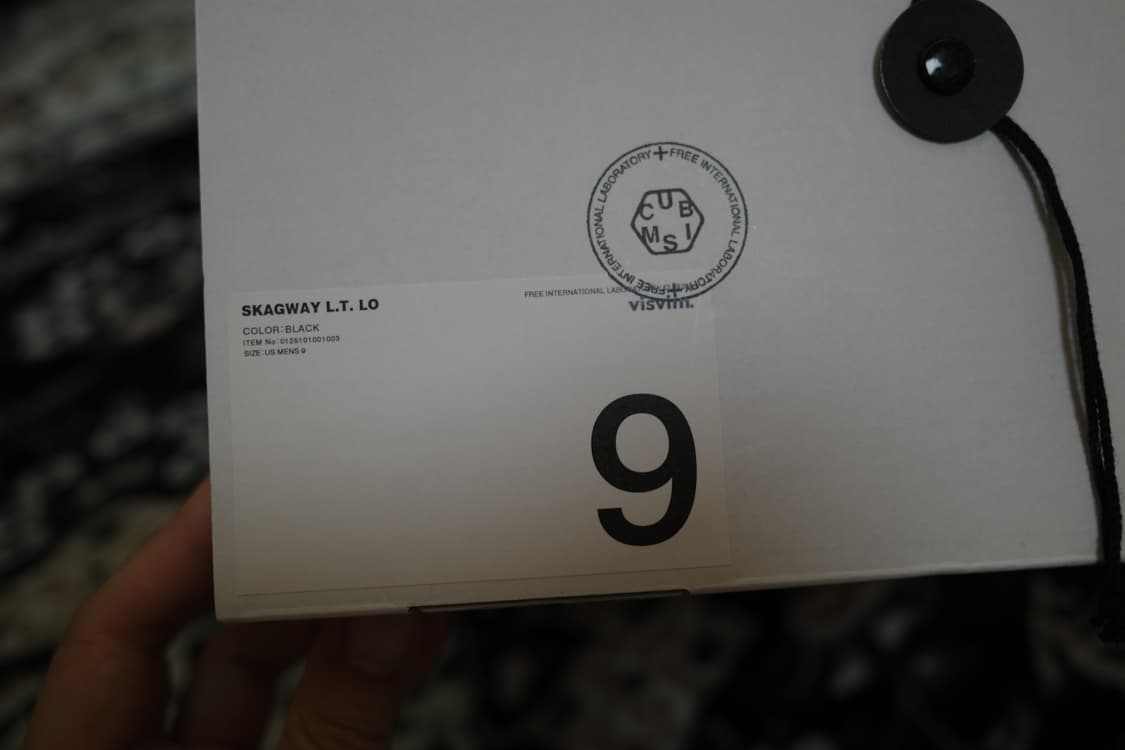 FREE INTERNATIONAL LABORATORY + FREE INTERNATIONAL LABORATORY +
CUBISM
SKAGWAY L.T. LO
COLOR:BLACK
ITEM No:0125101001003
SIZE:US MENS 9
FREE INTERNATIONAL
visvim.
9